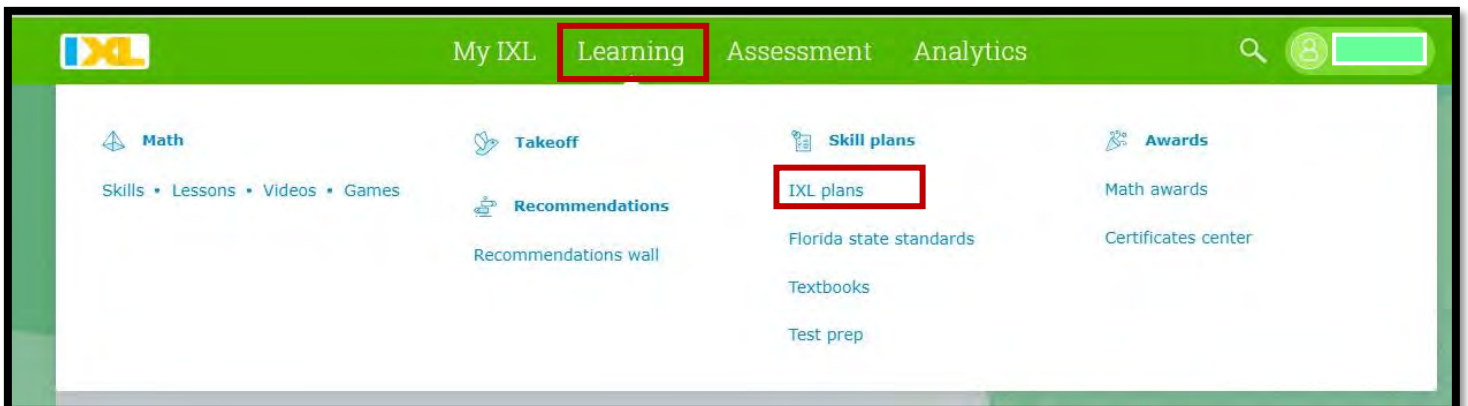 IXL
My IXL Learning Assessment Analytics
Math
Skills • Lessons • Videos • Games
Takeoff
Recommendations
Recommendations wall
Skill plans
IXL plans
Florida state standards
Textbooks
Test prep
Awards
Math awards
Certificates center